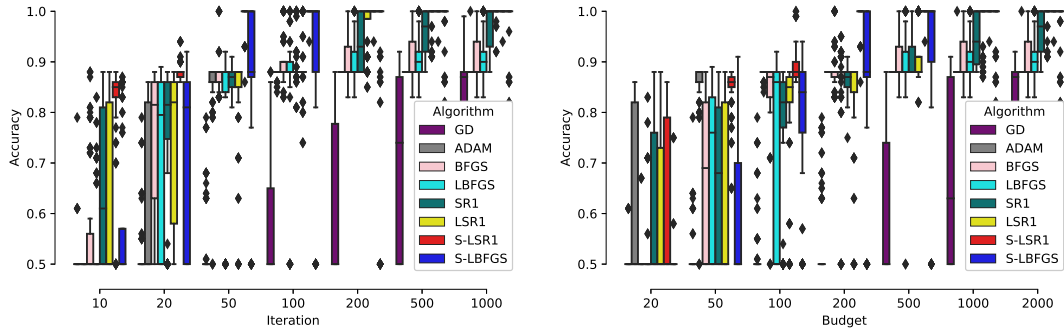 1.0
0.9
0.8
0.7
0.6
0.5
Accuracy
10 20 50 100 200 500 1000
Iteration
Algorithm
GD
ADAM
BFGS
LBFGS
SR1
LSR1
S-LSR1
S-LBFGS
1.0
0.9
0.8
0.7
0.6
0.5
Accuracy
20 50 100 200 500 1000 2000
Budget
Algorithm
GD
ADAM
BFGS
LBFGS
SR1
LSR1
S-LSR1
S-LBFGS